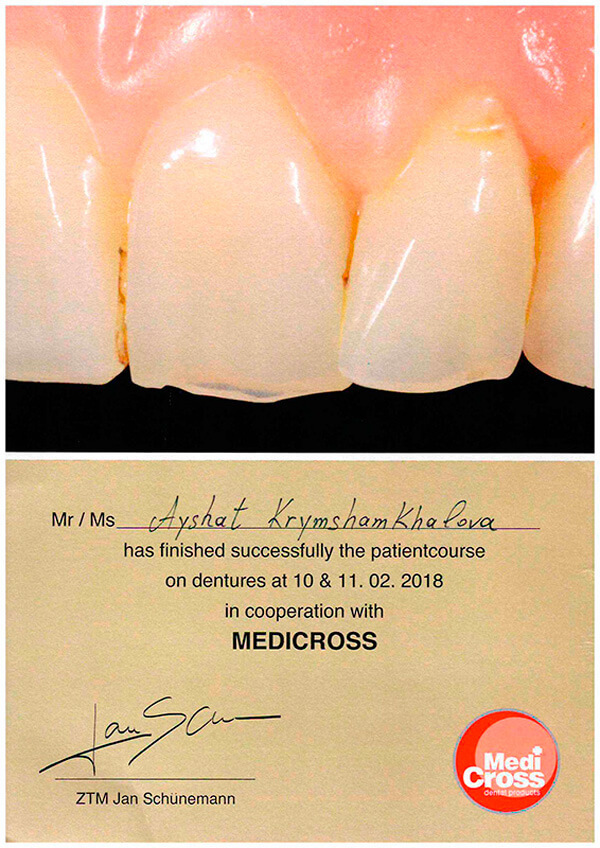 Mr / Ms Ayshat Krymshamkhalova
has finished successfully the patientcourse
on dentures at 10 & 11. 02. 2018
in cooperation with
MEDICROSS
Jan Schü
ZTM Jan Schünemann
Medi
Cross
dental products